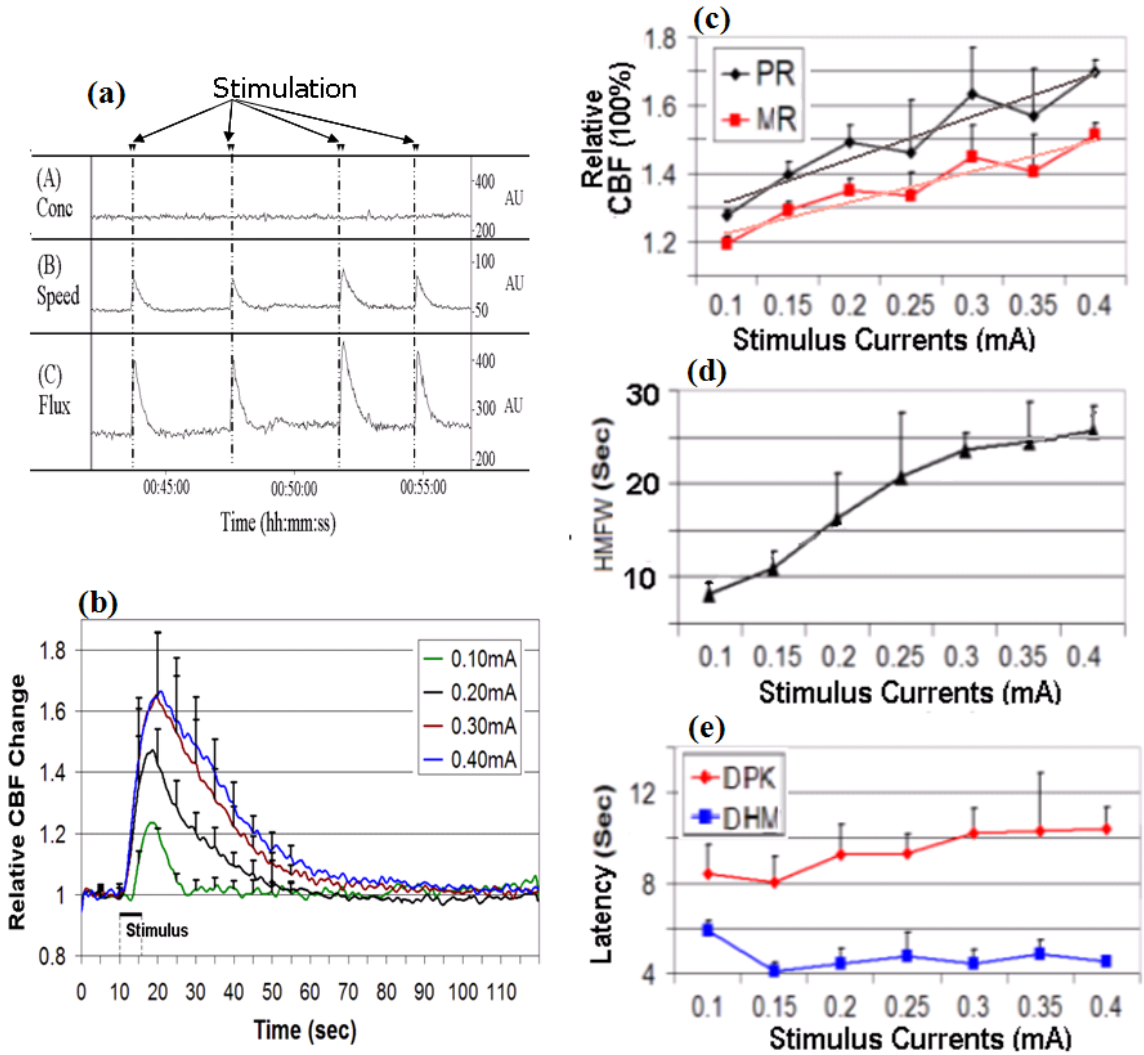 (a)
Stimulation
(A)
Conc
400
AU
200
(B)
Speed
100
AU
50
(C)
Flux
400
300
AU
200
00:45:00 00:50:00 00:55:00
Time (hh:mm:ss)
(b)
Relative CBF Change
1.8
1.6
1.4
1.2
1
0.8
0.10mA
0.20mA
0.30mA
0.40mA
Stimulus
0 10 20 30 40 50 60 70 80 90 100 110
Time (sec)
(c)
Relative
CBF (100%)
1.8
1.6
1.4
1.2
PR
MR
0.1 0.15 0.2 0.25 0.3 0.35 0.4
Stimulus Currents (mA)
(d)
HMFW (Sec)
30
20
10
0.1 0.15 0.2 0.25 0.3 0.35 0.4
Stimulus Currents (mA)
(e)
Latency (Sec)
12
8
4
DPK
DHM
0.1 0.15 0.2 0.25 0.3 0.35 0.4
Stimulus Currents (mA)